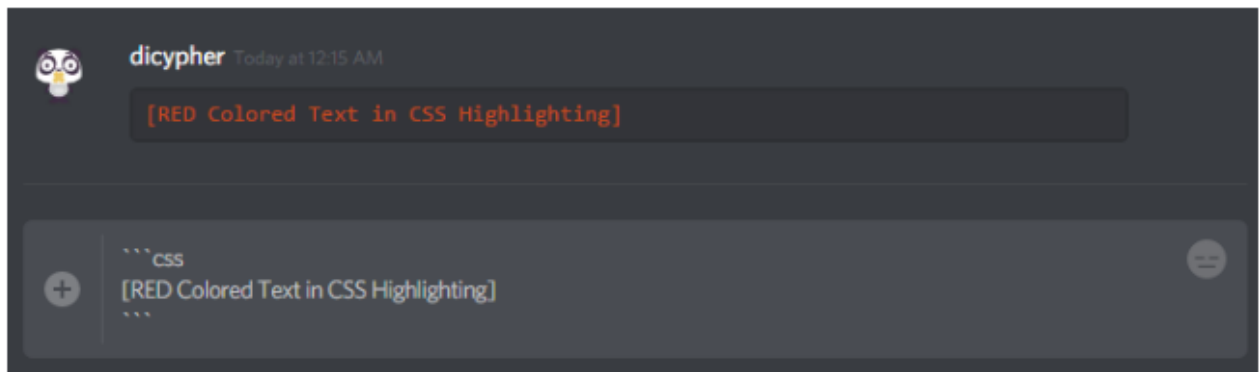 dicypher Today at 12:15 AM
[RED Colored Text in CSS Highlighting]
```css
[RED Colored Text in CSS Highlighting]
```